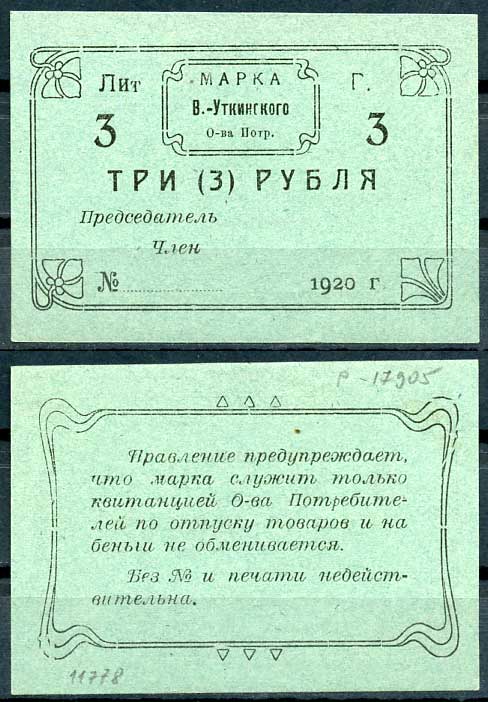 Лит МАРКА Г.
В.-Уткинского
3 О-ва Потр. 3
ТРИ (3) РУБЛЯ
Председатель
Член
№ 1920 г.
Р-17905
Правление предупреждает,
что марка служит только
квитанцией О-ва Потребите-
лей по отпуску товаров и на
беньги не обменивается.
Без № и печати недейст-
вительна.
11778